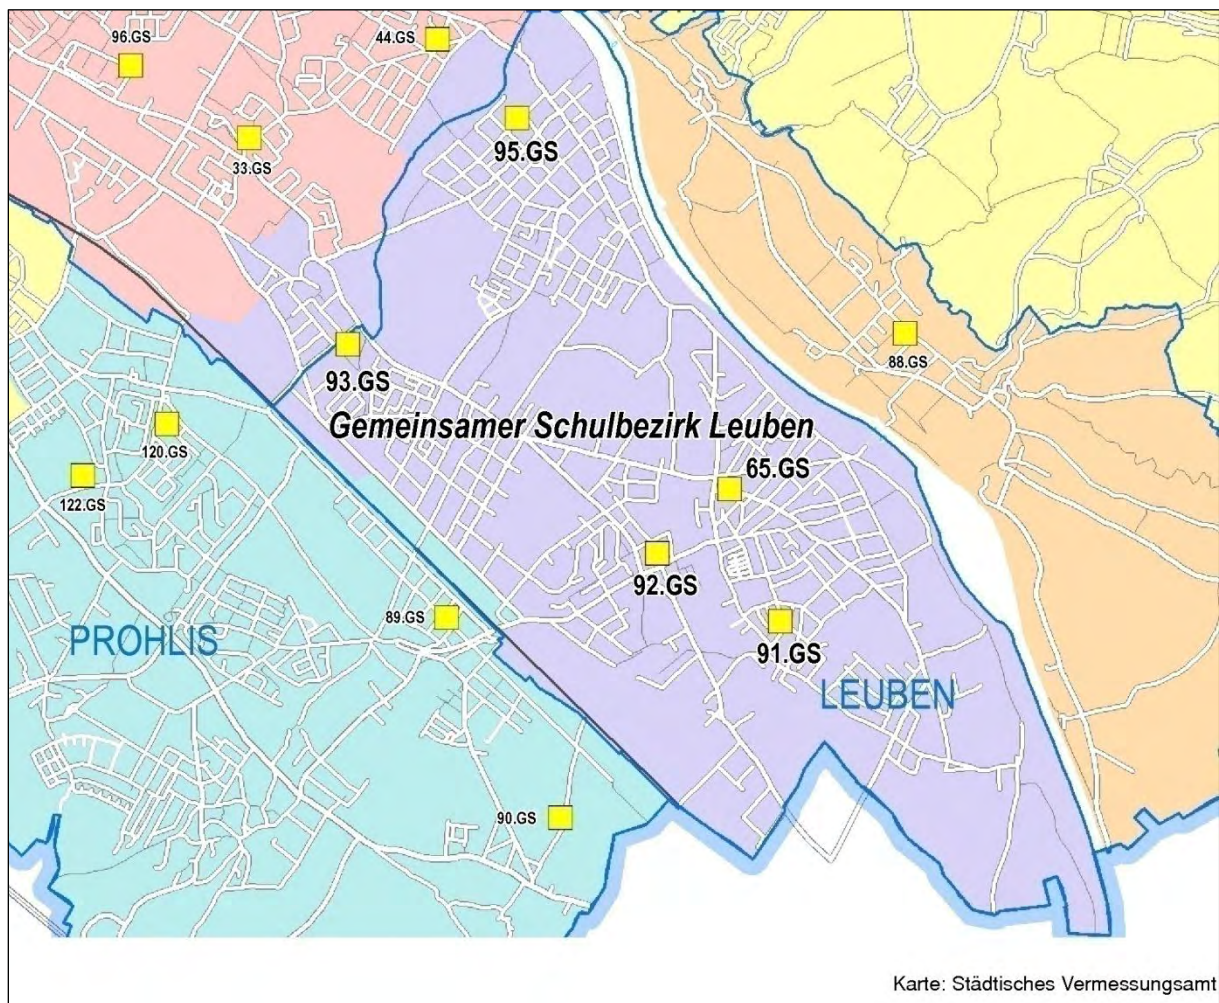 96.GS
44.GS
33.GS
95.GS
88.GS
93.GS
Gemeinsamer Schulbezirk Leuben
120.GS
65.GS
122.GS
92.GS
89.GS
PROHLIS
91.GS
LEUBEN
90.GS
Karte: Städtisches Vermessungsamt